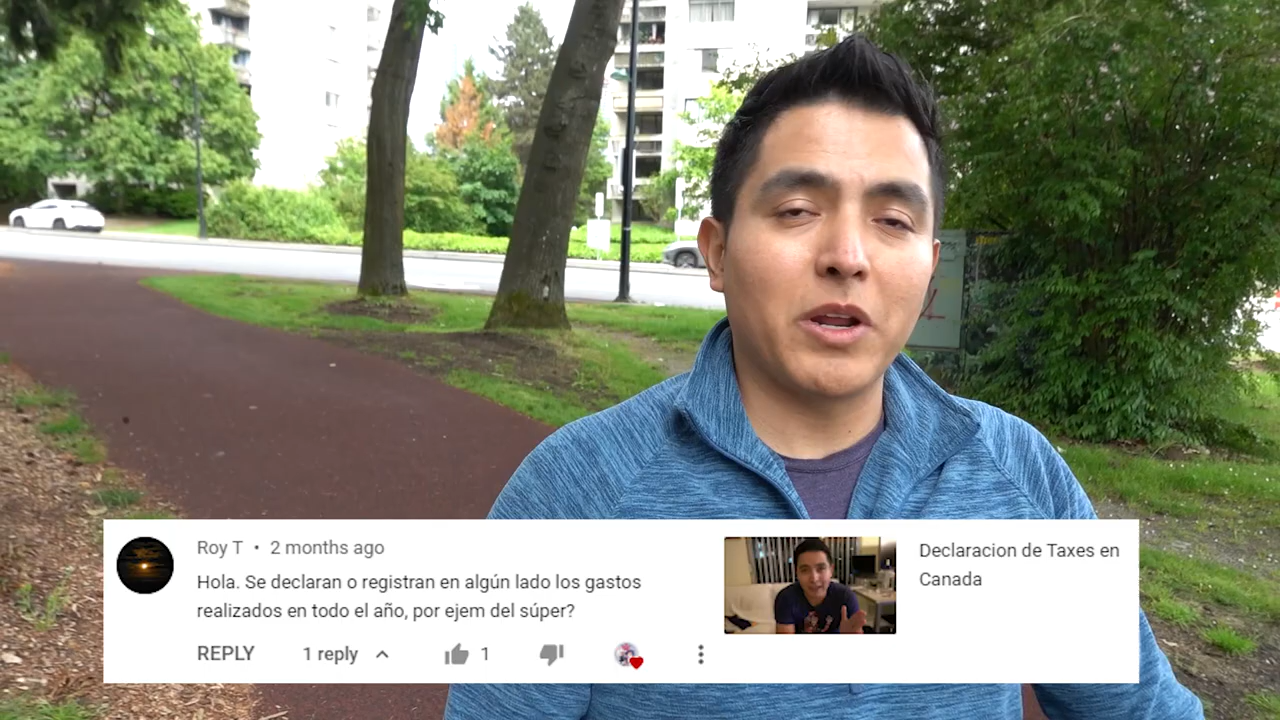 Roy T • 2 months ago
Hola. Se declaran o registran en algún lado los gastos
realizados en todo el año, por ejem del súper?
REPLY 1 reply 1
Declaracion de Taxes en
Canada